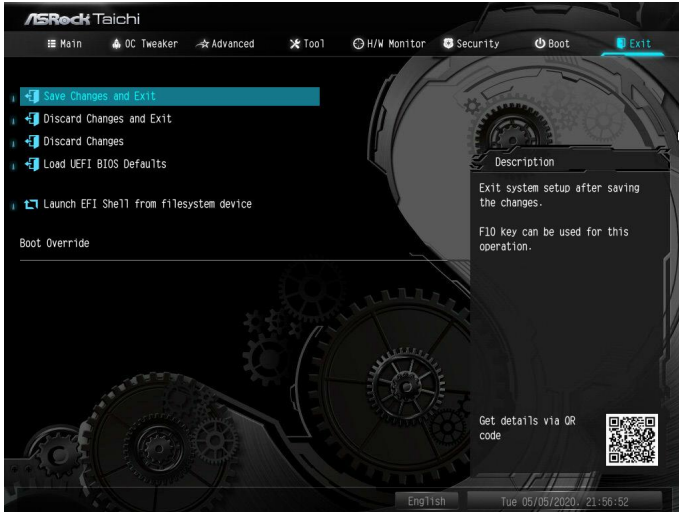 ASRock Taichi
Main OC Tweaker Advanced Tool H/W Monitor Security Boot Exit
Save Changes and Exit
Discard Changes and Exit
Discard Changes
Load UEFI BIOS Defaults
Launch EFI Shell from filesystem device
Boot Override
Description
Exit system setup after saving
the changes.
F10 key can be used for this
operation.
Get details via QR
code
English
Tue 05/05/2020. 21:56:52